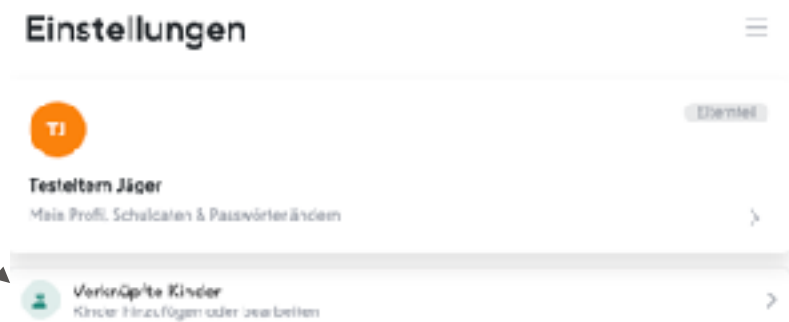 Einstellungen
TJ
Elternteil
Testeltern Jäger
Mein Profil, Schuldaten & Passwörter ändern
Verknüpfte Kinder
Kinder hinzufügen oder bearbeiten